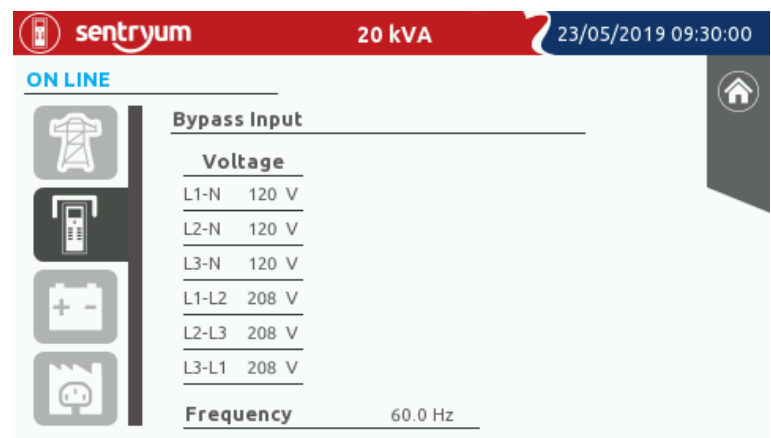 sentryum 20 kVA 23/05/2019 09:30:00
ON LINE
Bypass Input
Voltage
L1-N 120 V
L2-N 120 V
L3-N 120 V
L1-L2 208 V
L2-L3 208 V
L3-L1 208 V
Frequency 60.0 Hz